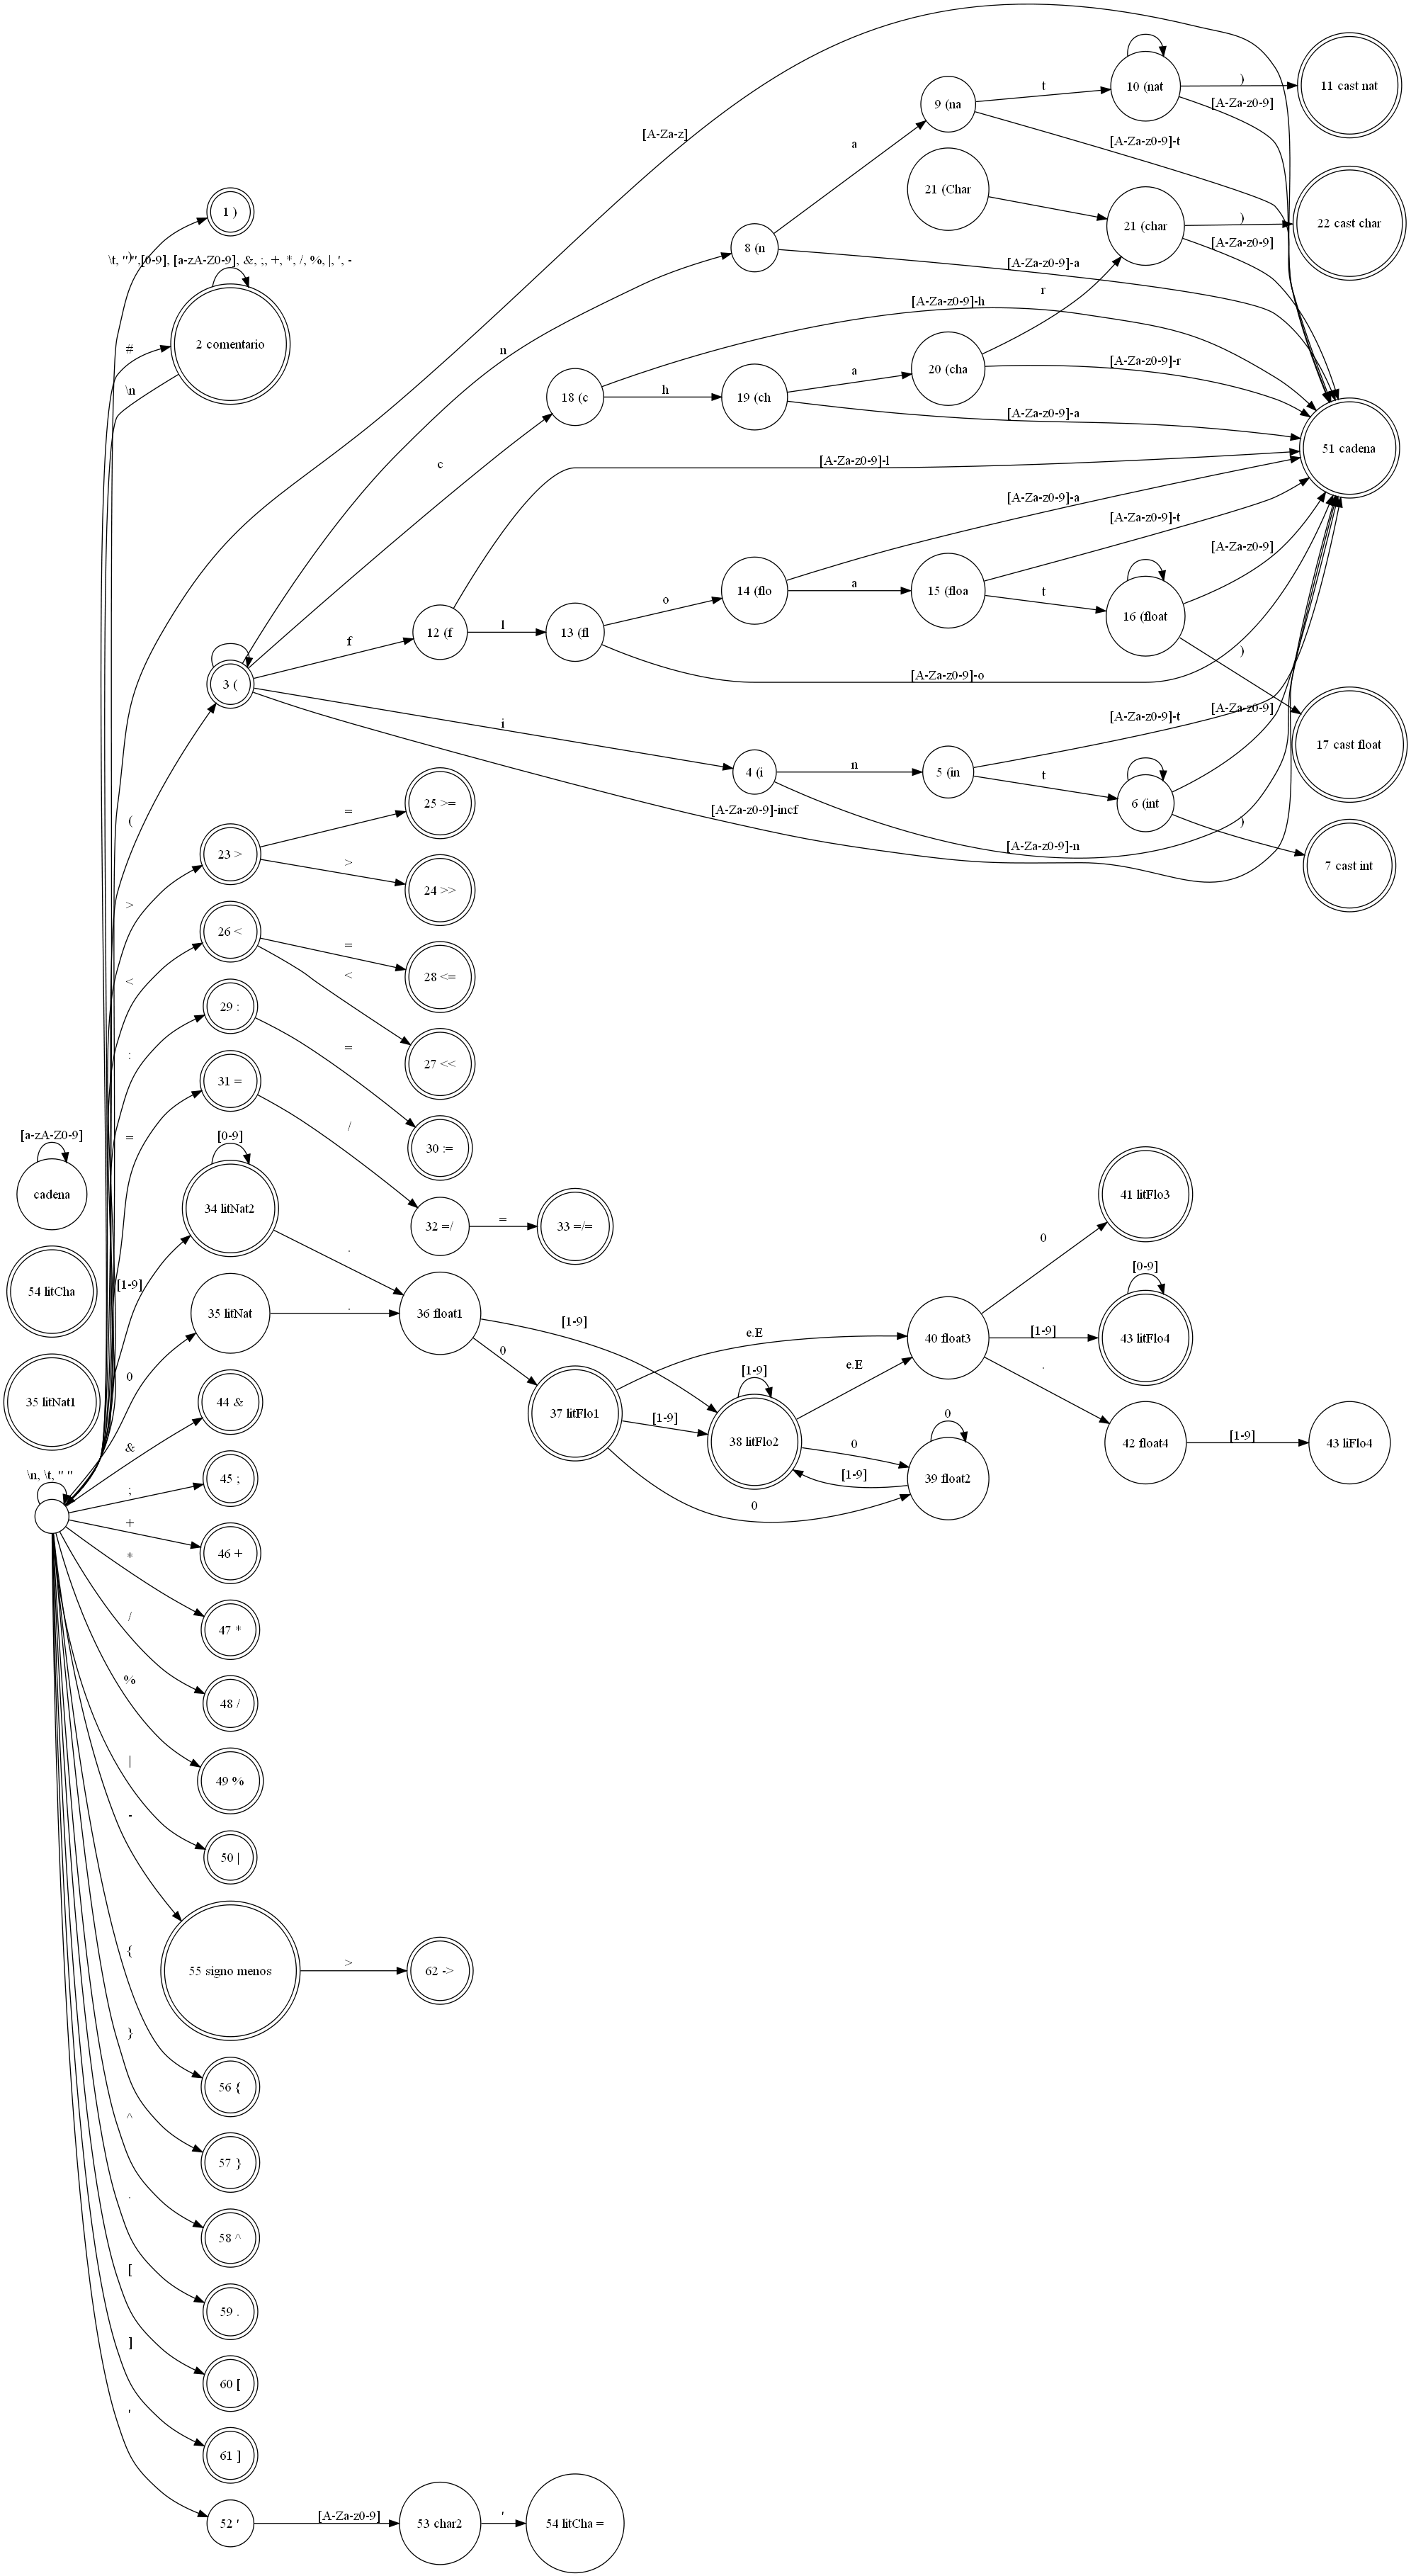 [A-Za-z]
10 (nat
)
11 cast nat
[A-Za-z0-9]
9 (na
t
[A-Za-z0-9]-t
a
8 (n
[A-Za-z0-9]-a
n
21 (Char
21 (char
)
22 cast char
[A-Za-z0-9]
r
1 )
)
\t, " ",[0-9], [a-zA-Z0-9], &, ;, +, *, /, %, |, ', -
2 comentario
#
\n
[A-Za-z0-9]-h
18 (c
h
19 (ch
a
20 (cha
[A-Za-z0-9]-r
[A-Za-z0-9]-a
c
51 cadena
[A-Za-z0-9]-l
[A-Za-z0-9]-a
[A-Za-z0-9]-t
[A-Za-z0-9]
14 (flo
a
15 (floa
t
16 (float
o
12 (f
l
13 (fl
f
)
[A-Za-z0-9]-o
3 (
[A-Za-z0-9]-t
[A-Za-z0-9]
17 cast float
i
4 (i
n
5 (in
t
6 (int
)
[A-Za-z0-9]-incf
[A-Za-z0-9]-n
7 cast int
(
25 >=
=
23 >
>
24 >>
>
26 <
=
28 <=
<
<
27 <<
29 :
=
:
30 :=
31 =
/
=
32 =/
=
33 =/=
[a-zA-Z0-9]
cadena
[0-9]
34 litNat2
.
[1-9]
54 litCha
35 litNat
.
36 float1
0
35 litNat1
[1-9]
0
37 litFlo1
e.E
[1-9]
0
[1-9]
38 litFlo2
e.E
0
[1-9]
0
39 float2
40 float3
0
41 litFlo3
[0-9]
[1-9]
43 litFlo4
.
42 float4
[1-9]
43 liFlo4
44 &
&
\n, \t, " "
45 ;
;
46 +
+
47 *
*
48 /
/
49 %
%
50 |
|
-
55 signo menos
>
62 ->
{
56 {
}
57 }
^
58 ^
.
59 .
[
60 [
]
61 ]
'
52 '
[A-Za-z0-9]
53 char2
'
54 litCha =